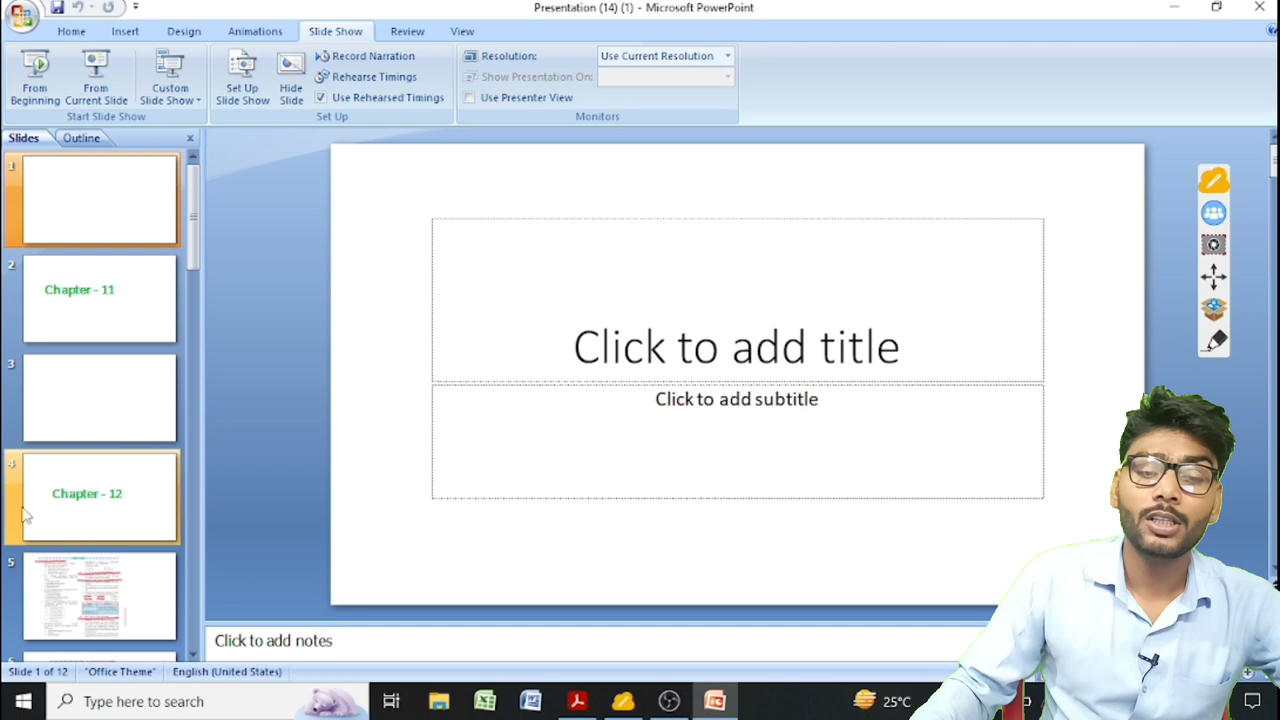 Presentation (14) (1) - Microsoft PowerPoint
Home Insert Design Animations Slide Show Review View
From Beginning
From Current Slide
Custom Slide Show
Start Slide Show
Set Up Slide Show
Hide Slide
Record Narration
Rehearse Timings
Use Rehearsed Timings
Set Up
Resolution: Use Current Resolution
Show Presentation On:
Use Presenter View
Monitors
Slides Outline
1
2
Chapter - 11
3
4
Chapter - 12
5
Click to add title
Click to add subtitle
Click to add notes
Slide 1 of 12 "Office Theme" English (United States)
Type here to search
25°C